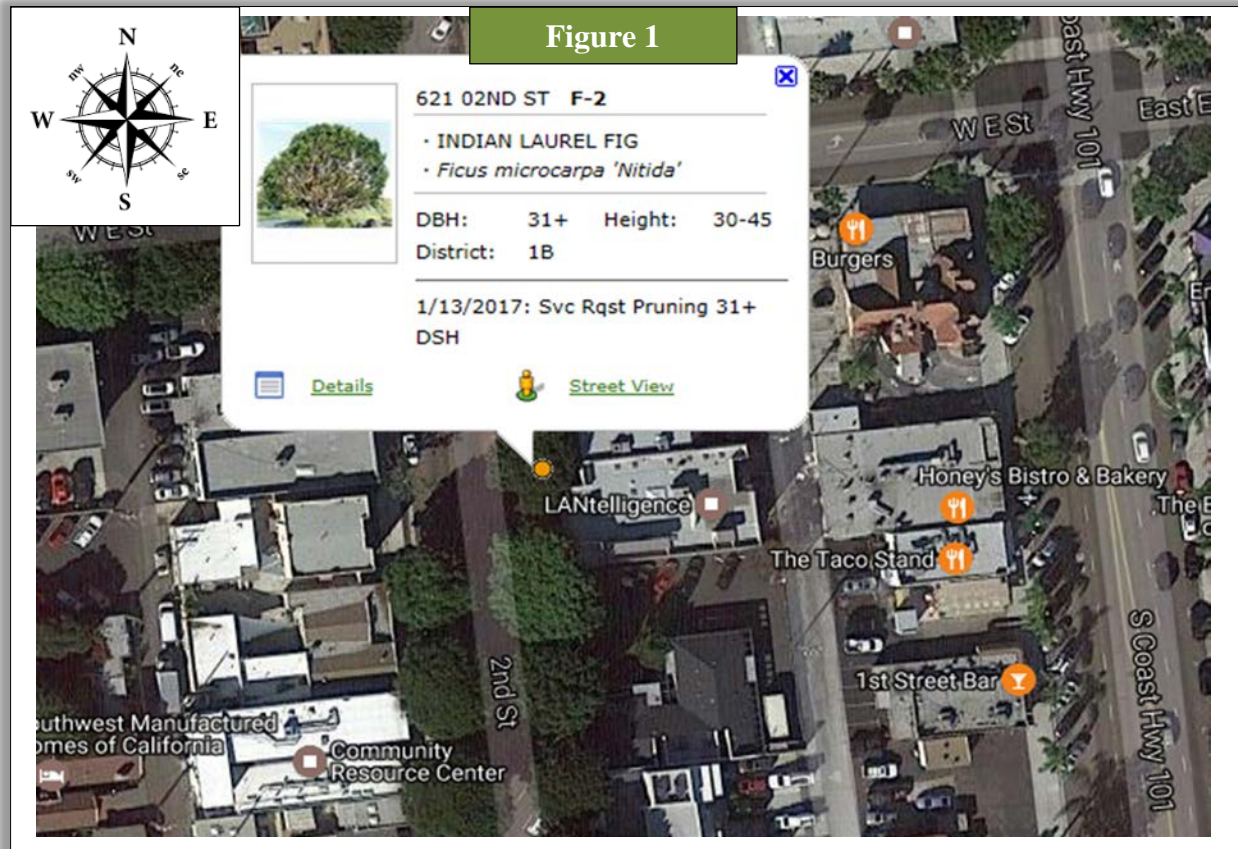 Figure 1
N
nw
ne
W
E
sw
se
S
621 02ND ST F-2
· INDIAN LAUREL FIG
· Ficus microcarpa 'Nitida'
DBH: 31+ Height: 30-45
District: 1B
1/13/2017: Svc Rqst Pruning 31+
DSH
Details
Street View
W E St
W E St
oast Hwy 101
East E
Burgers
Er
LANtelligence
Honey's Bistro & Bakery
The Taco Stand
The E
1st Street Bar
S Coast Hwy 101
2nd St
uthwest Manufactured
omes of California
Community
Resource Center